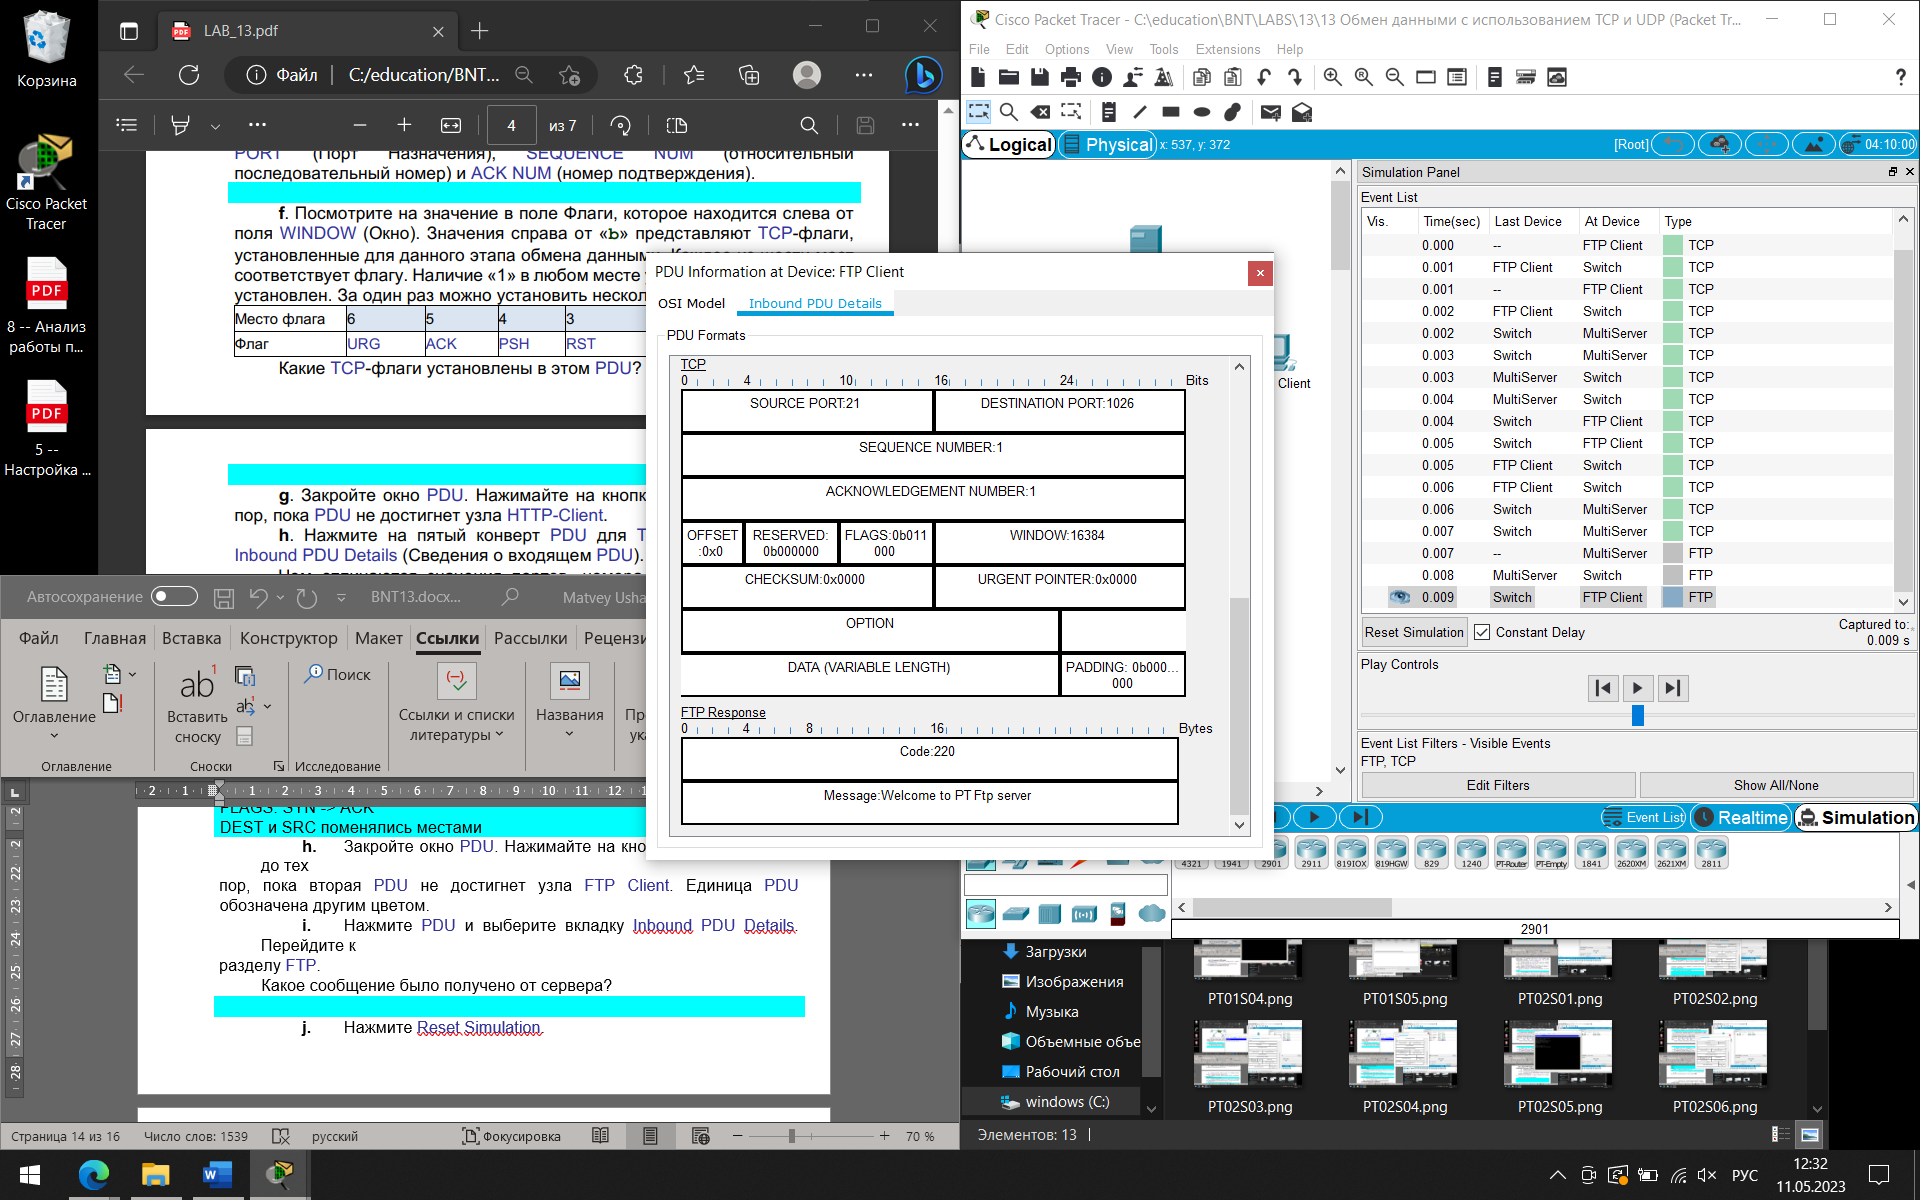 Корзина
Cisco Packet
Tracer
8 -- Анализ
работы п...
5 --
Настройка ...
LAB_13.pdf
Файл
C:/education/BNT...
4
из 7
PORT (Порт Назначения), SEQUENCE NUM (относительный
последовательный номер) и ACK NUM (номер подтверждения).
f. Посмотрите на значение в поле Флаги, которое находится слева от
поля WINDOW (Окно). Значения справа от «b» представляют TCP-флаги,
установленные для данного этапа обмена данными.
соответствует флагу. Наличие «1» в любом месте
установлен. За один раз можно установить нескол
Место флага 6 5 4 3
Флаг URG ACK PSH RST
Какие TCP-флаги установлены в этом PDU?
g. Закройте окно PDU. Нажимайте на кнопк
пор, пока PDU не достигнет узла HTTP-Client.
h. Нажмите на пятый конверт PDU для T
Inbound PDU Details (Сведения о входящем PDU).
Автосохранение
BNT13.docx...
Matvey Usha
Файл Главная Вставка Конструктор Макет Ссылки Рассылки Рецензи
Оглавление
Вставить
сноску
Поиск
Ссылки и списки
литературы
Названия
Оглавление
Сноски
Исследование
2 1 1 2 3 4 5 6 7 8 9 10 11 12
FLAGS: SYN -> ACK
DEST и SRC поменялись местами
h. Закройте окно PDU. Нажимайте на кно
до тех
пор, пока вторая PDU не достигнет узла FTP Client. Единица PDU
обозначена другим цветом.
i. Нажмите PDU и выберите вкладку Inbound PDU Details.
Перейдите к
разделу FTP.
Какое сообщение было получено от сервера?
j. Нажмите Reset Simulation.
Страница 14 из 16
Число слов: 1539
русский
Фокусировка
70 %
Cisco Packet Tracer - C:\education\BNT\LABS\13\13 Обмен данными с использованием TCP и UDP (Packet Tr...
File Edit Options View Tools Extensions Help
Logical
Physical
x: 537, y: 372
[Root]
04:10:00
Client
PDU Information at Device: FTP Client
OSI Model
Inbound PDU Details
PDU Formats
TCP
0 4 10 16 24 Bits
SOURCE PORT:21
DESTINATION PORT:1026
SEQUENCE NUMBER:1
ACKNOWLEDGEMENT NUMBER:1
OFFSET
:0x0
RESERVED:
0b000000
FLAGS:0b011
000
WINDOW:16384
CHECKSUM:0x0000
URGENT POINTER:0x0000
OPTION
DATA (VARIABLE LENGTH)
PADDING: 0b000...
000
FTP Response
0 4 8 16 Bytes
Code:220
Message:Welcome to PT Ftp server
Simulation Panel
Event List
Vis. Time(sec) Last Device At Device Type
0.000 -- FTP Client TCP
0.001 FTP Client Switch TCP
0.001 -- FTP Client TCP
0.002 FTP Client Switch TCP
0.002 Switch MultiServer TCP
0.003 Switch MultiServer TCP
0.003 MultiServer Switch TCP
0.004 MultiServer Switch TCP
0.004 Switch FTP Client TCP
0.005 Switch FTP Client TCP
0.005 FTP Client Switch TCP
0.006 FTP Client Switch TCP
0.006 Switch MultiServer TCP
0.007 Switch MultiServer TCP
0.007 -- MultiServer FTP
0.008 MultiServer Switch FTP
0.009 Switch FTP Client FTP
Reset Simulation
Constant Delay
Captured to:
0.009 s
Play Controls
Event List Filters - Visible Events
FTP, TCP
Edit Filters
Show All/None
Event List
Realtime
Simulation
4321 1941 2901 2911 819IOX 819HGW 829 1240 PT-Router PT-Empty 1841 2620XM 2621XM 2811
2901
Загрузки
Изображения
Музыка
Объемные объе
Рабочий стол
windows (C:)
PT01S04.png
PT01S05.png
PT02S01.png
PT02S02.png
PT02S03.png
PT02S04.png
PT02S05.png
PT02S06.png
Элементов: 13
РУС
12:32
11.05.2023